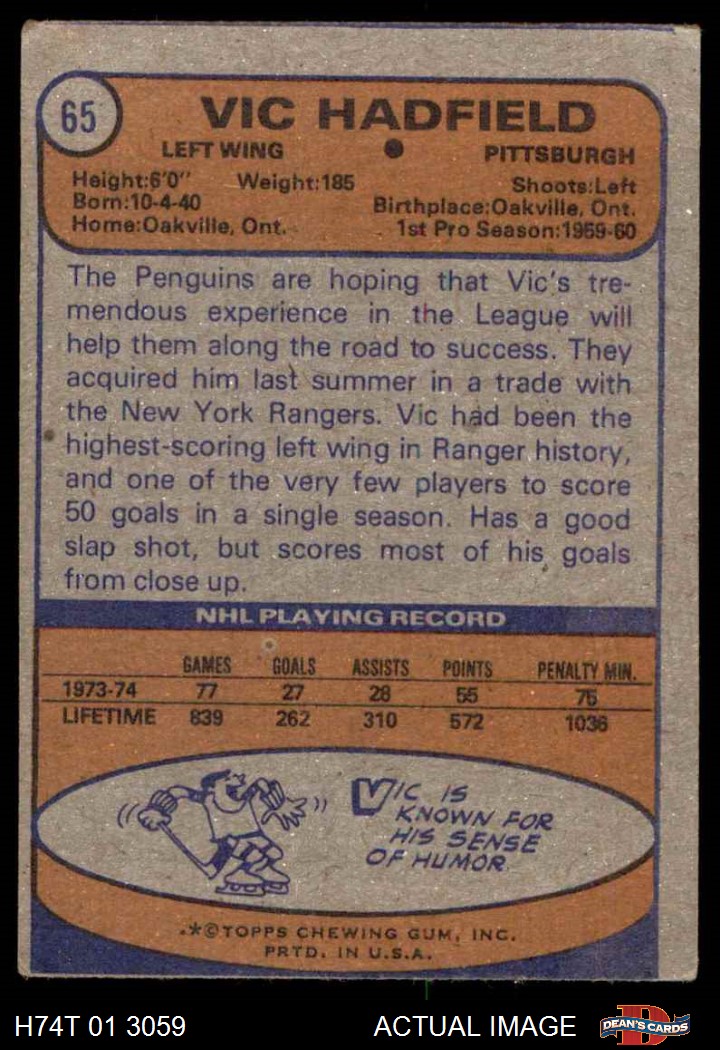 65
VIC HADFIELD
LEFT WING ● PITTSBURGH
Height:6'0" Weight:185 Shoots:Left
Born:10-4-40 Birthplace:Oakville, Ont.
Home:Oakville, Ont. 1st Pro Season:1959-60
The Penguins are hoping that Vic's tre-
mendous experience in the League will
help them along the road to success. They
acquired him last summer in a trade with
the New York Rangers. Vic had been the
highest-scoring left wing in Ranger history,
and one of the very few players to score
50 goals in a single season. Has a good
slap shot, but scores most of his goals
from close up.
NHL PLAYING RECORD
GAMES GOALS ASSISTS POINTS PENALTY MIN.
1973-74 77 27 28 55 75
LIFETIME 839 262 310 572 1036
VIC IS
KNOWN FOR
HIS SENSE
OF HUMOR
.*©TOPPS CHEWING GUM, INC.
PRTD. IN U.S.A.
H74T 01 3059 ACTUAL IMAGE DEAN'S CARDS